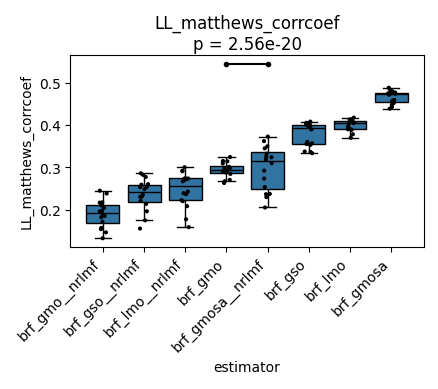 LL_matthews_corrcoef
p = 2.56e-20
LL_matthews_corrcoef
0.5
0.4
0.3
0.2
brf_gmo__nrlmf
brf_gso__nrlmf
brf_lmo__nrlmf
brf_gmo
brf_gmosa__nrlmf
brf_gso
brf_lmo
brf_gmosa
estimator